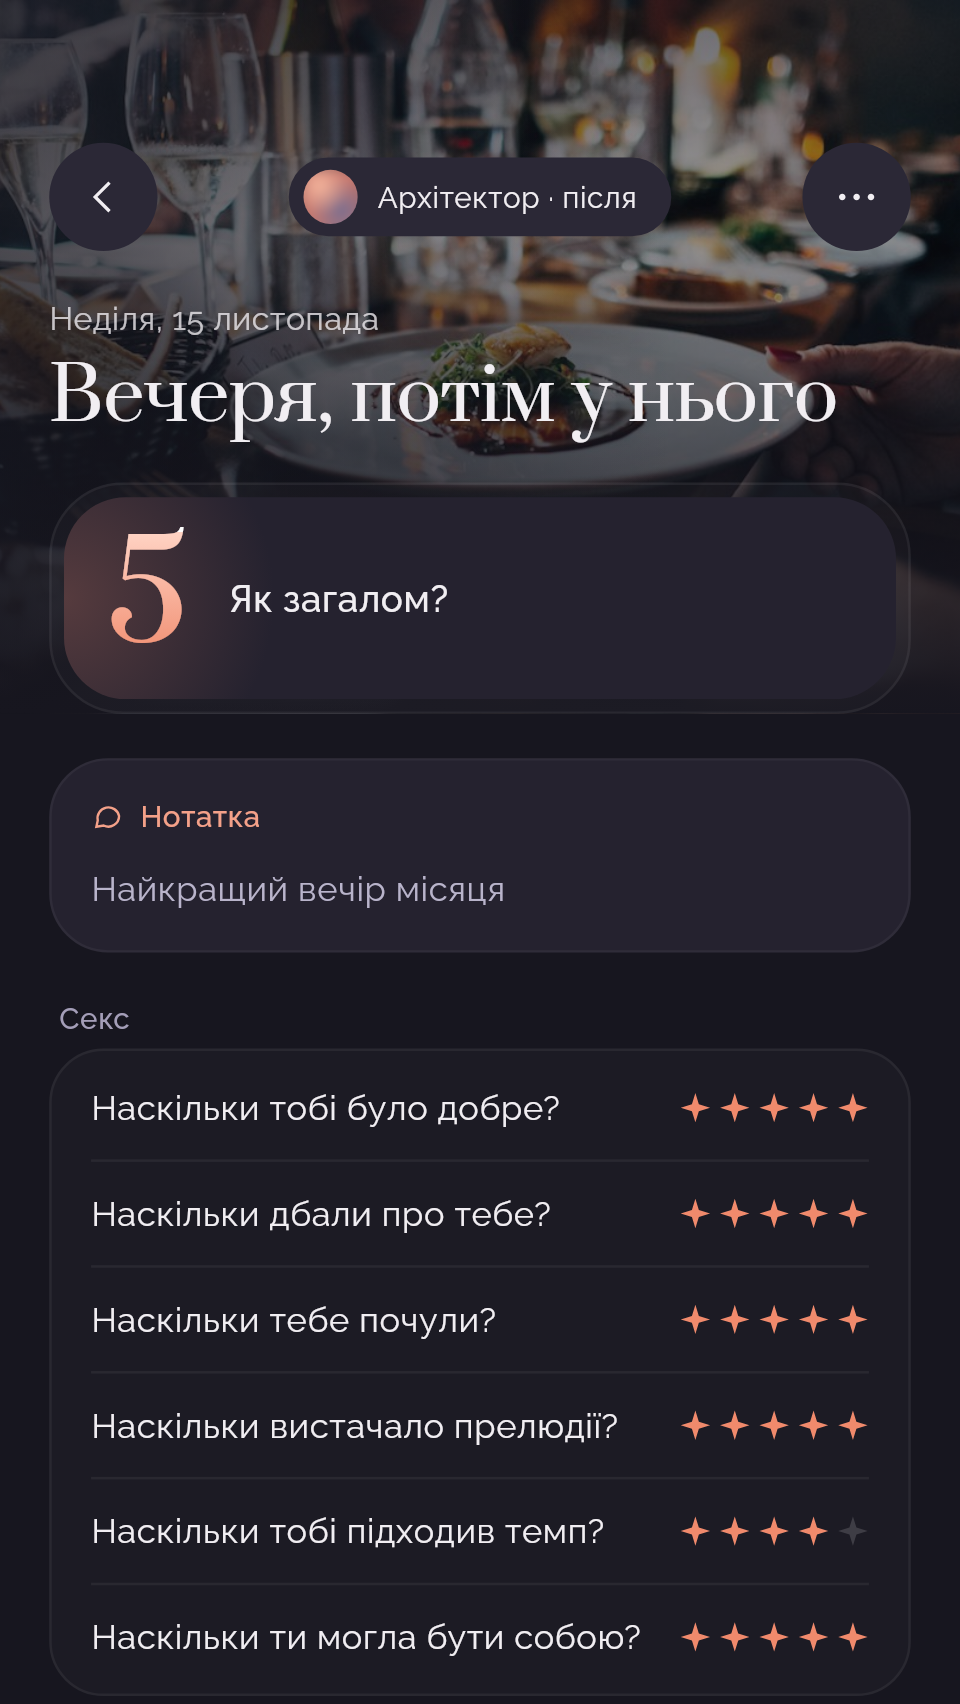 Архітектор · після
Неділя, 15 листопада
Вечеря, потім у нього
5
Як загалом?
Нотатка
Найкращий вечір місяця
Секс
Наскільки тобі було добре?
Наскільки дбали про тебе?
Наскільки тебе почули?
Наскільки вистачало прелюдії?
Наскільки тобі підходив темп?
Наскільки ти могла бути собою?